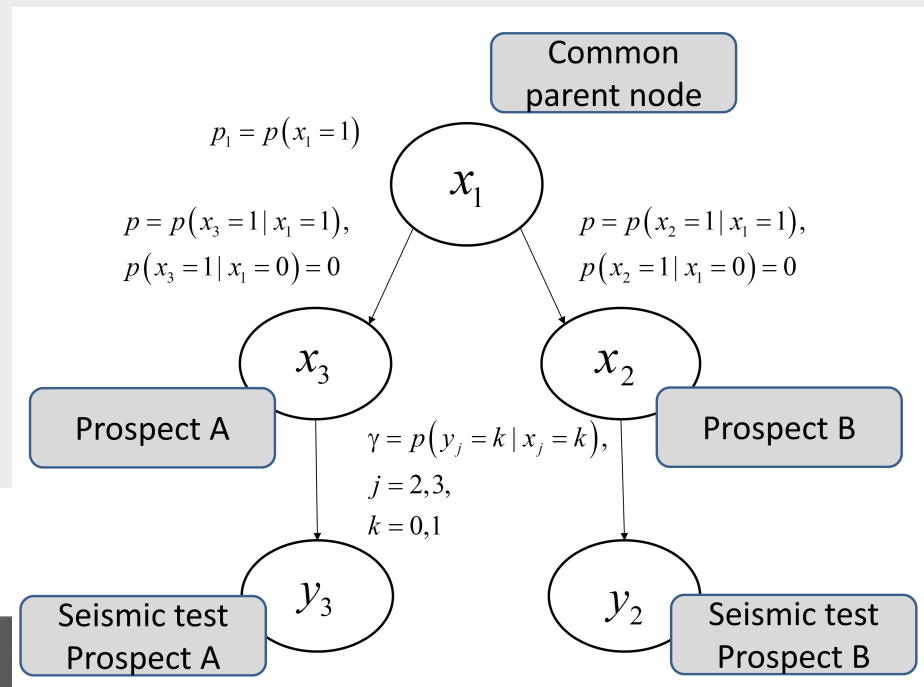 Common
parent node
p₁ = p(x₁ = 1)
x₁
p = p(x₃ = 1 | x₁ = 1),
p(x₃ = 1 | x₁ = 0) = 0
p = p(x₂ = 1 | x₁ = 1),
p(x₂ = 1 | x₁ = 0) = 0
x₃
x₂
Prospect A
Prospect B
γ = p(yⱼ = k | xⱼ = k),
j = 2,3,
k = 0,1
y₃
y₂
Seismic test
Prospect A
Seismic test
Prospect B